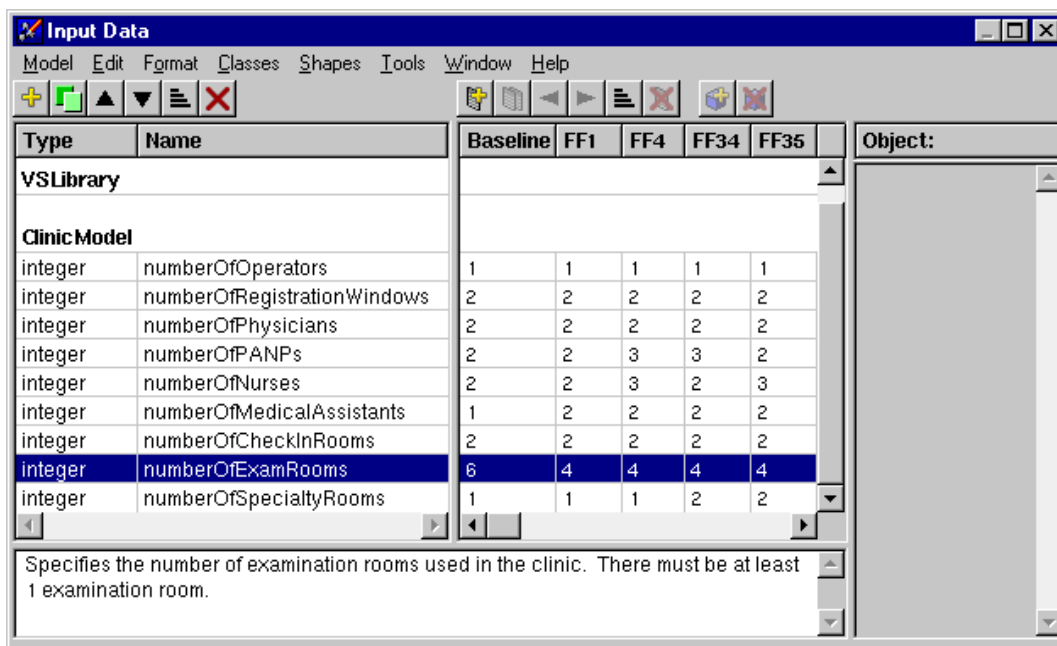 Input Data
Model Edit Format Classes Shapes Tools Window Help
Type Name Baseline FF1 FF4 FF34 FF35 Object:
VSLibrary
ClinicModel
integer numberOfOperators 1 1 1 1 1
integer numberOfRegistrationWindows 2 2 2 2 2
integer numberOfPhysicians 2 2 2 2 2
integer numberOfPANPs 2 2 3 3 2
integer numberOfNurses 2 2 3 2 3
integer numberOfMedicalAssistants 1 2 2 2 2
integer numberOfCheckInRooms 2 2 2 2 2
integer numberOfExamRooms 6 4 4 4 4
integer numberOfSpecialtyRooms 1 1 1 2 2
Specifies the number of examination rooms used in the clinic. There must be at least
1 examination room.